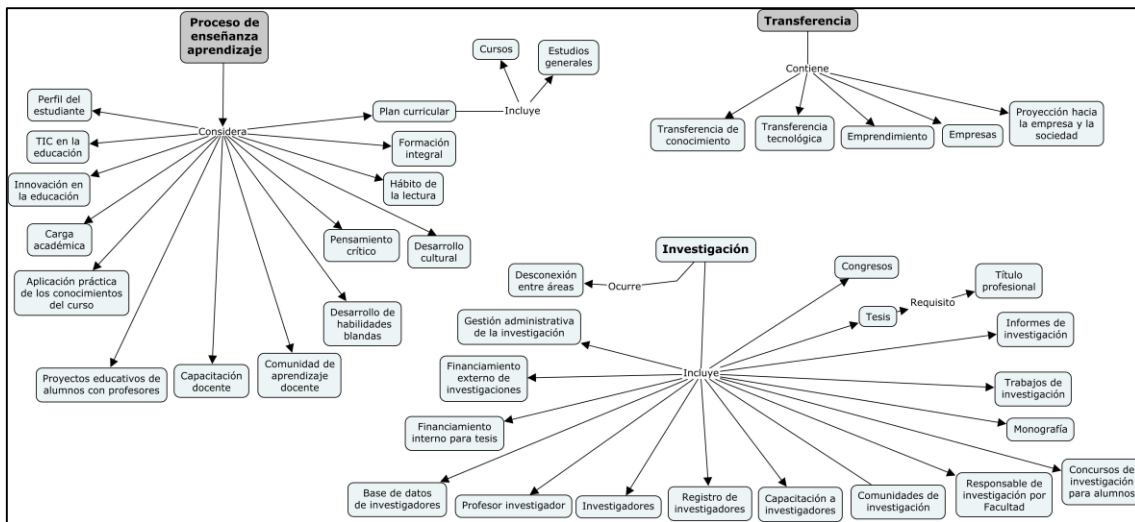 Proceso de
enseñanza
aprendizaje
Cursos
Estudios
generales
Perfil del
estudiante
Plan curricular
Incluye
Considera
TIC en la
educación
Formación
integral
Innovación en
la educación
Hábito de
la lectura
Carga
académica
Pensamiento
crítico
Desarrollo
cultural
Aplicación práctica
de los conocimientos
del curso
Desarrollo de
habilidades
blandas
Proyectos educativos de
alumnos con profesores
Capacitación
docente
Comunidad de
aprendizaje
docente
Transferencia
Contiene
Transferencia de
conocimiento
Transferencia
tecnológica
Emprendimiento
Empresas
Proyección hacia
la empresa y la
sociedad
Investigación
Desconexión
entre áreas
Ocurre
Congresos
Título
profesional
Requisito
Tesis
Gestión administrativa
de la investigación
Informes de
investigación
Financiamiento
externo de
investigaciones
Incluye
Trabajos de
investigación
Financiamiento
interno para tesis
Monografía
Base de datos
de investigadores
Profesor investigador
Investigadores
Registro de
investigadores
Capacitación a
investigadores
Comunidades de
investigación
Responsable de
investigación por
Facultad
Concursos de
investigación
para alumnos